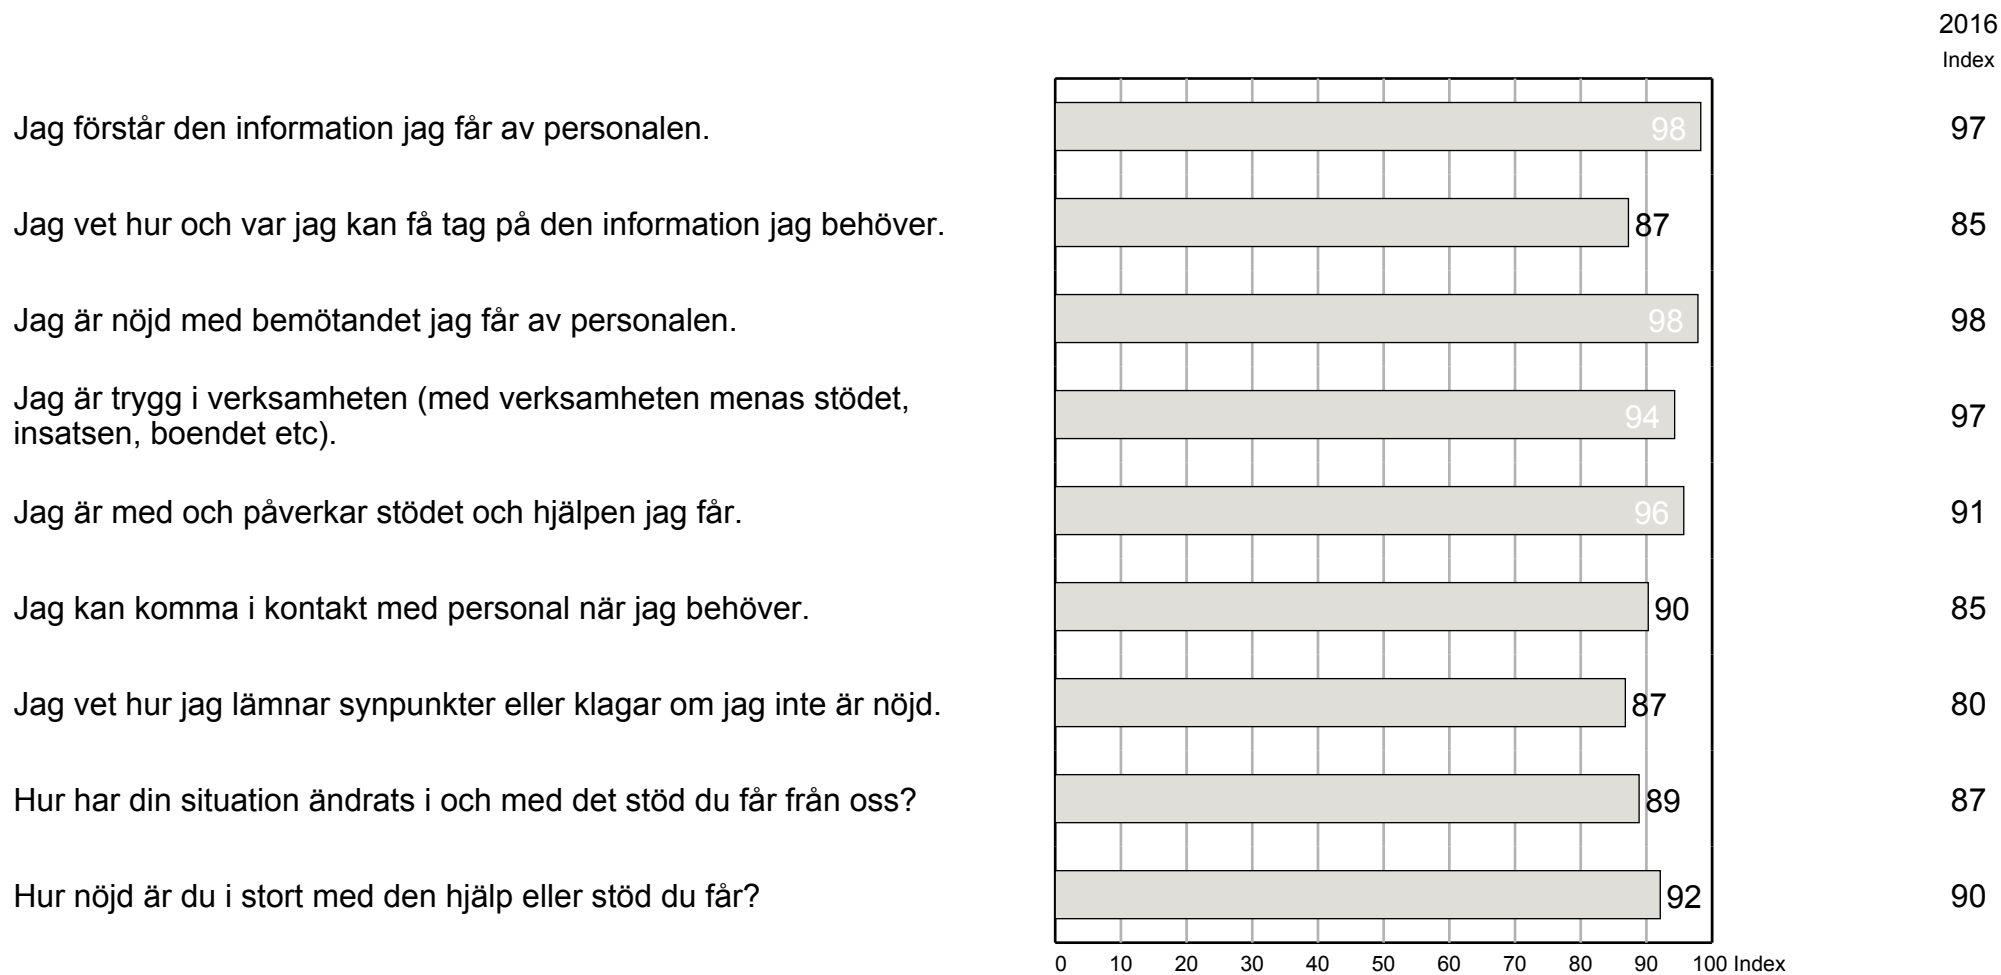 2016
Index
Jag förstår den information jag får av personalen. 98 97
Jag vet hur och var jag kan få tag på den information jag behöver. 87 85
Jag är nöjd med bemötandet jag får av personalen. 98 98
Jag är trygg i verksamheten (med verksamheten menas stödet,
insatsen, boendet etc). 94 97
Jag är med och påverkar stödet och hjälpen jag får. 96 91
Jag kan komma i kontakt med personal när jag behöver. 90 85
Jag vet hur jag lämnar synpunkter eller klagar om jag inte är nöjd. 87 80
Hur har din situation ändrats i och med det stöd du får från oss? 89 87
Hur nöjd är du i stort med den hjälp eller stöd du får? 92 90
0 10 20 30 40 50 60 70 80 90 100 Index